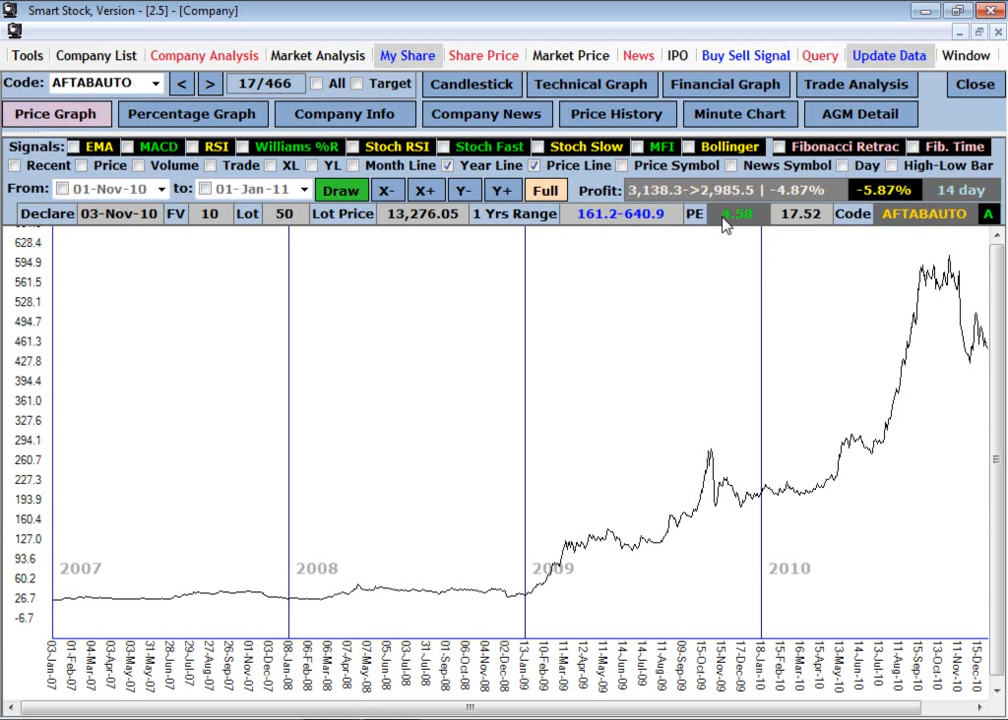 Smart Stock, Version - [2.5] - [Company]
Tools Company List Company Analysis Market Analysis My Share Share Price Market Price News IPO Buy Sell Signal Query Update Data Window
Code: AFTABAUTO < > 17/466 All Target Candlestick Technical Graph Financial Graph Trade Analysis Close
Price Graph Percentage Graph Company Info Company News Price History Minute Chart AGM Detail
Signals: EMA MACD RSI Williams %R Stoch RSI Stoch Fast Stoch Slow MFI Bollinger Fibonacci Retrac Fib. Time
Recent Price Volume Trade XL YL Month Line Year Line Price Line Price Symbol News Symbol Day High-Low Bar
From: 01-Nov-10 to: 01-Jan-11 Draw X- X+ Y- Y+ Full Profit: 3,138.3->2,985.5 | -4.87% -5.87% 14 day
Declare 03-Nov-10 FV 10 Lot 50 Lot Price 13,276.05 1 Yrs Range 161.2-640.9 PE 4.58 17.52 Code AFTABAUTO A
628.4
594.9
561.5
528.1
494.7
461.3
427.8
394.4
361.0
327.6
294.1
260.7
227.3
193.9
160.4
127.0
93.6
60.2
26.7
-6.7
2007 2008 2009 2010
03-Jan-07
01-Feb-07
04-Mar-07
03-Apr-07
03-May-07
31-May-07
28-Jun-07
29-Jul-07
27-Aug-07
26-Sep-07
01-Nov-07
03-Dec-07
08-Jan-08
06-Feb-08
06-Mar-08
07-Apr-08
07-May-08
05-Jun-08
03-Jul-08
31-Jul-08
01-Sep-08
06-Oct-08
04-Nov-08
02-Dec-08
13-Jan-09
10-Feb-09
11-Mar-09
12-Apr-09
12-May-09
14-Jun-09
14-Jul-09
11-Aug-09
09-Sep-09
15-Oct-09
15-Nov-09
17-Dec-09
18-Jan-10
16-Feb-10
16-Mar-10
15-Apr-10
13-May-10
13-Jun-10
13-Jul-10
11-Aug-10
15-Sep-10
13-Oct-10
11-Nov-10
15-Dec-10